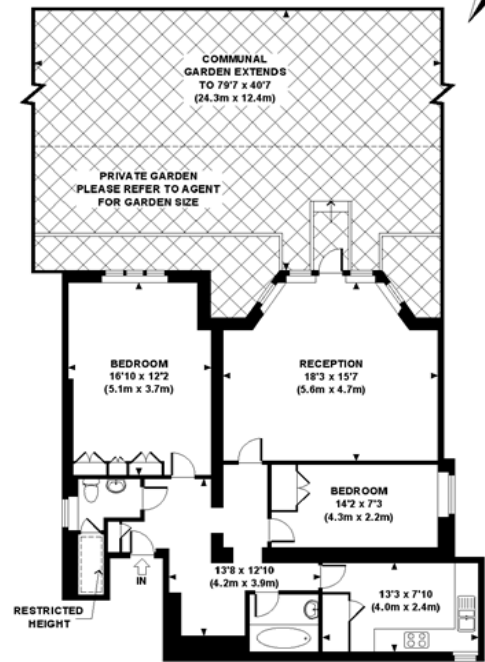 COMMUNAL
GARDEN EXTENDS
TO 79'7 x 40'7
(24.3m x 12.4m)
PRIVATE GARDEN
PLEASE REFER TO AGENT
FOR GARDEN SIZE
BEDROOM
16'10 x 12'2
(5.1m x 3.7m)
RECEPTION
18'3 x 15'7
(5.6m x 4.7m)
BEDROOM
14'2 x 7'3
(4.3m x 2.2m)
IN
13'8 x 12'10
(4.2m x 3.9m)
13'3 x 7'10
(4.0m x 2.4m)
RESTRICTED
HEIGHT